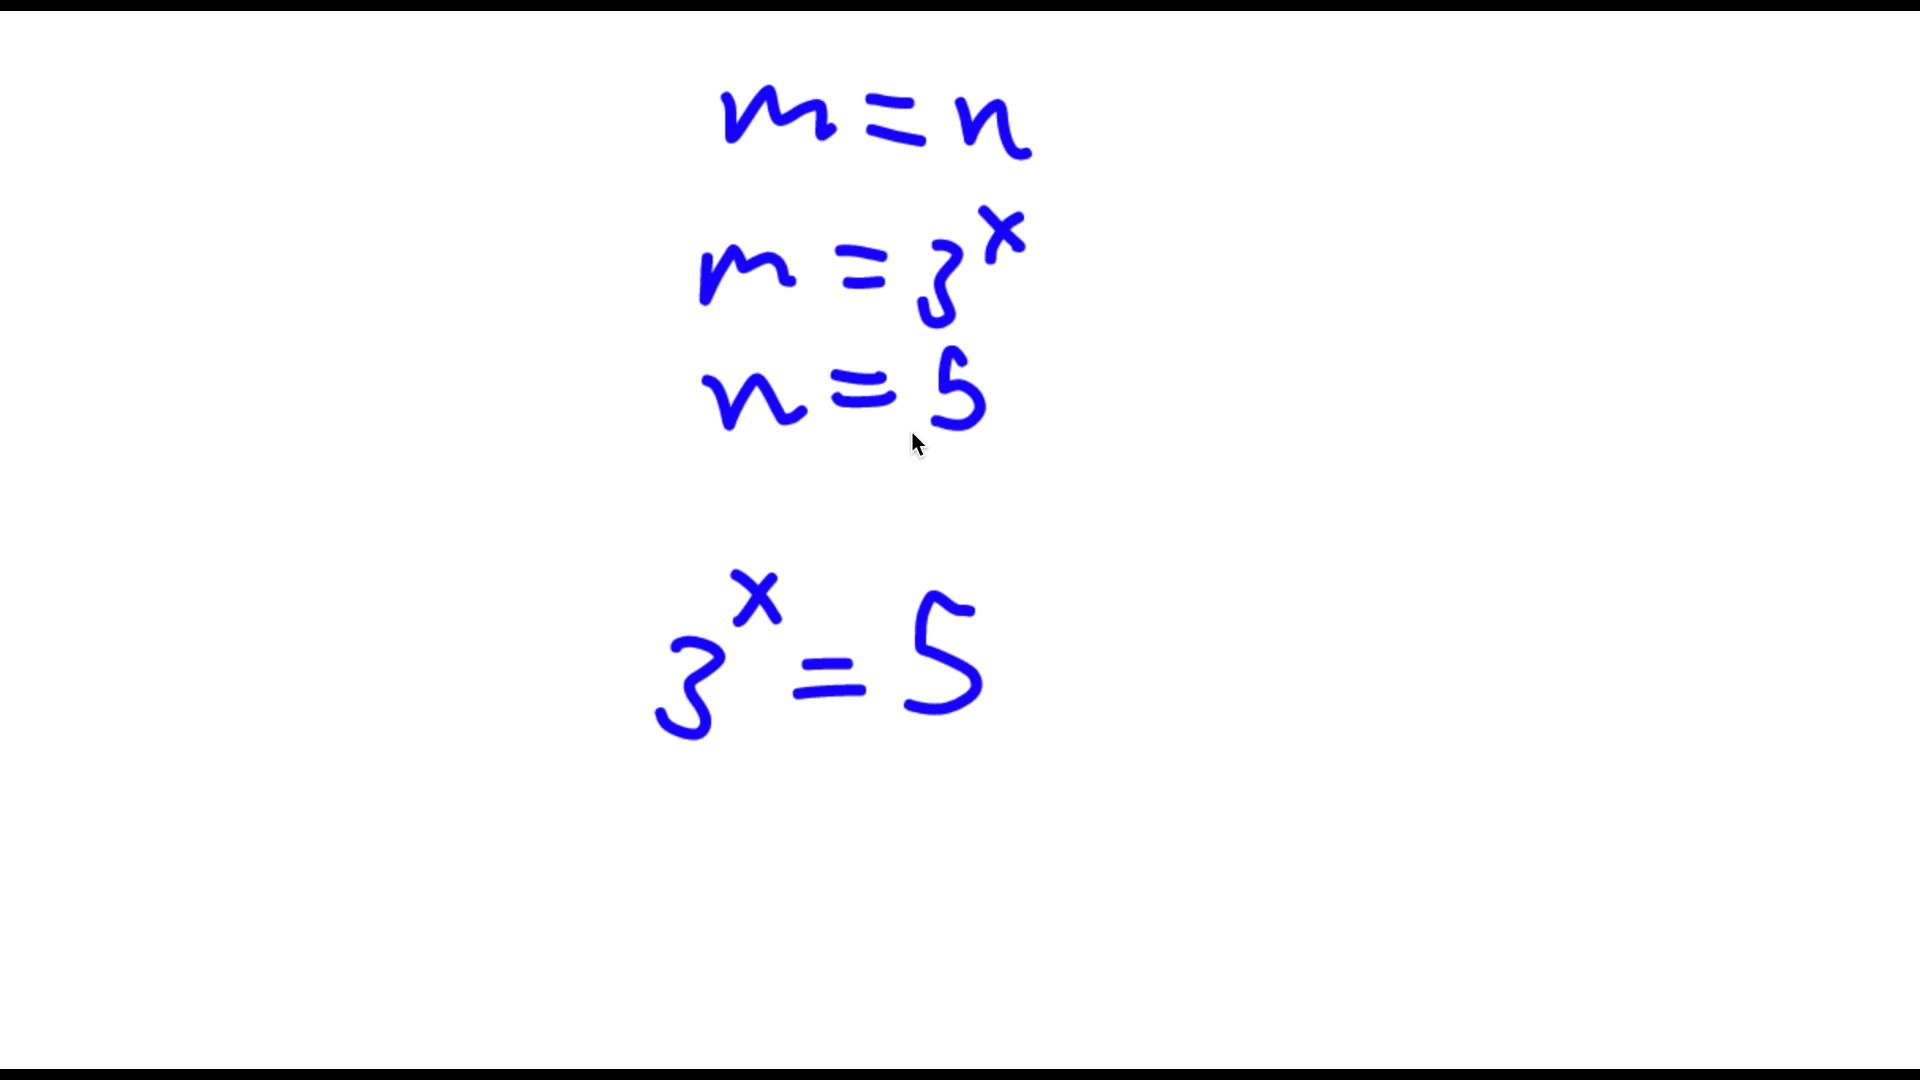 m = n
m = 3^x
n = 5
3^x = 5